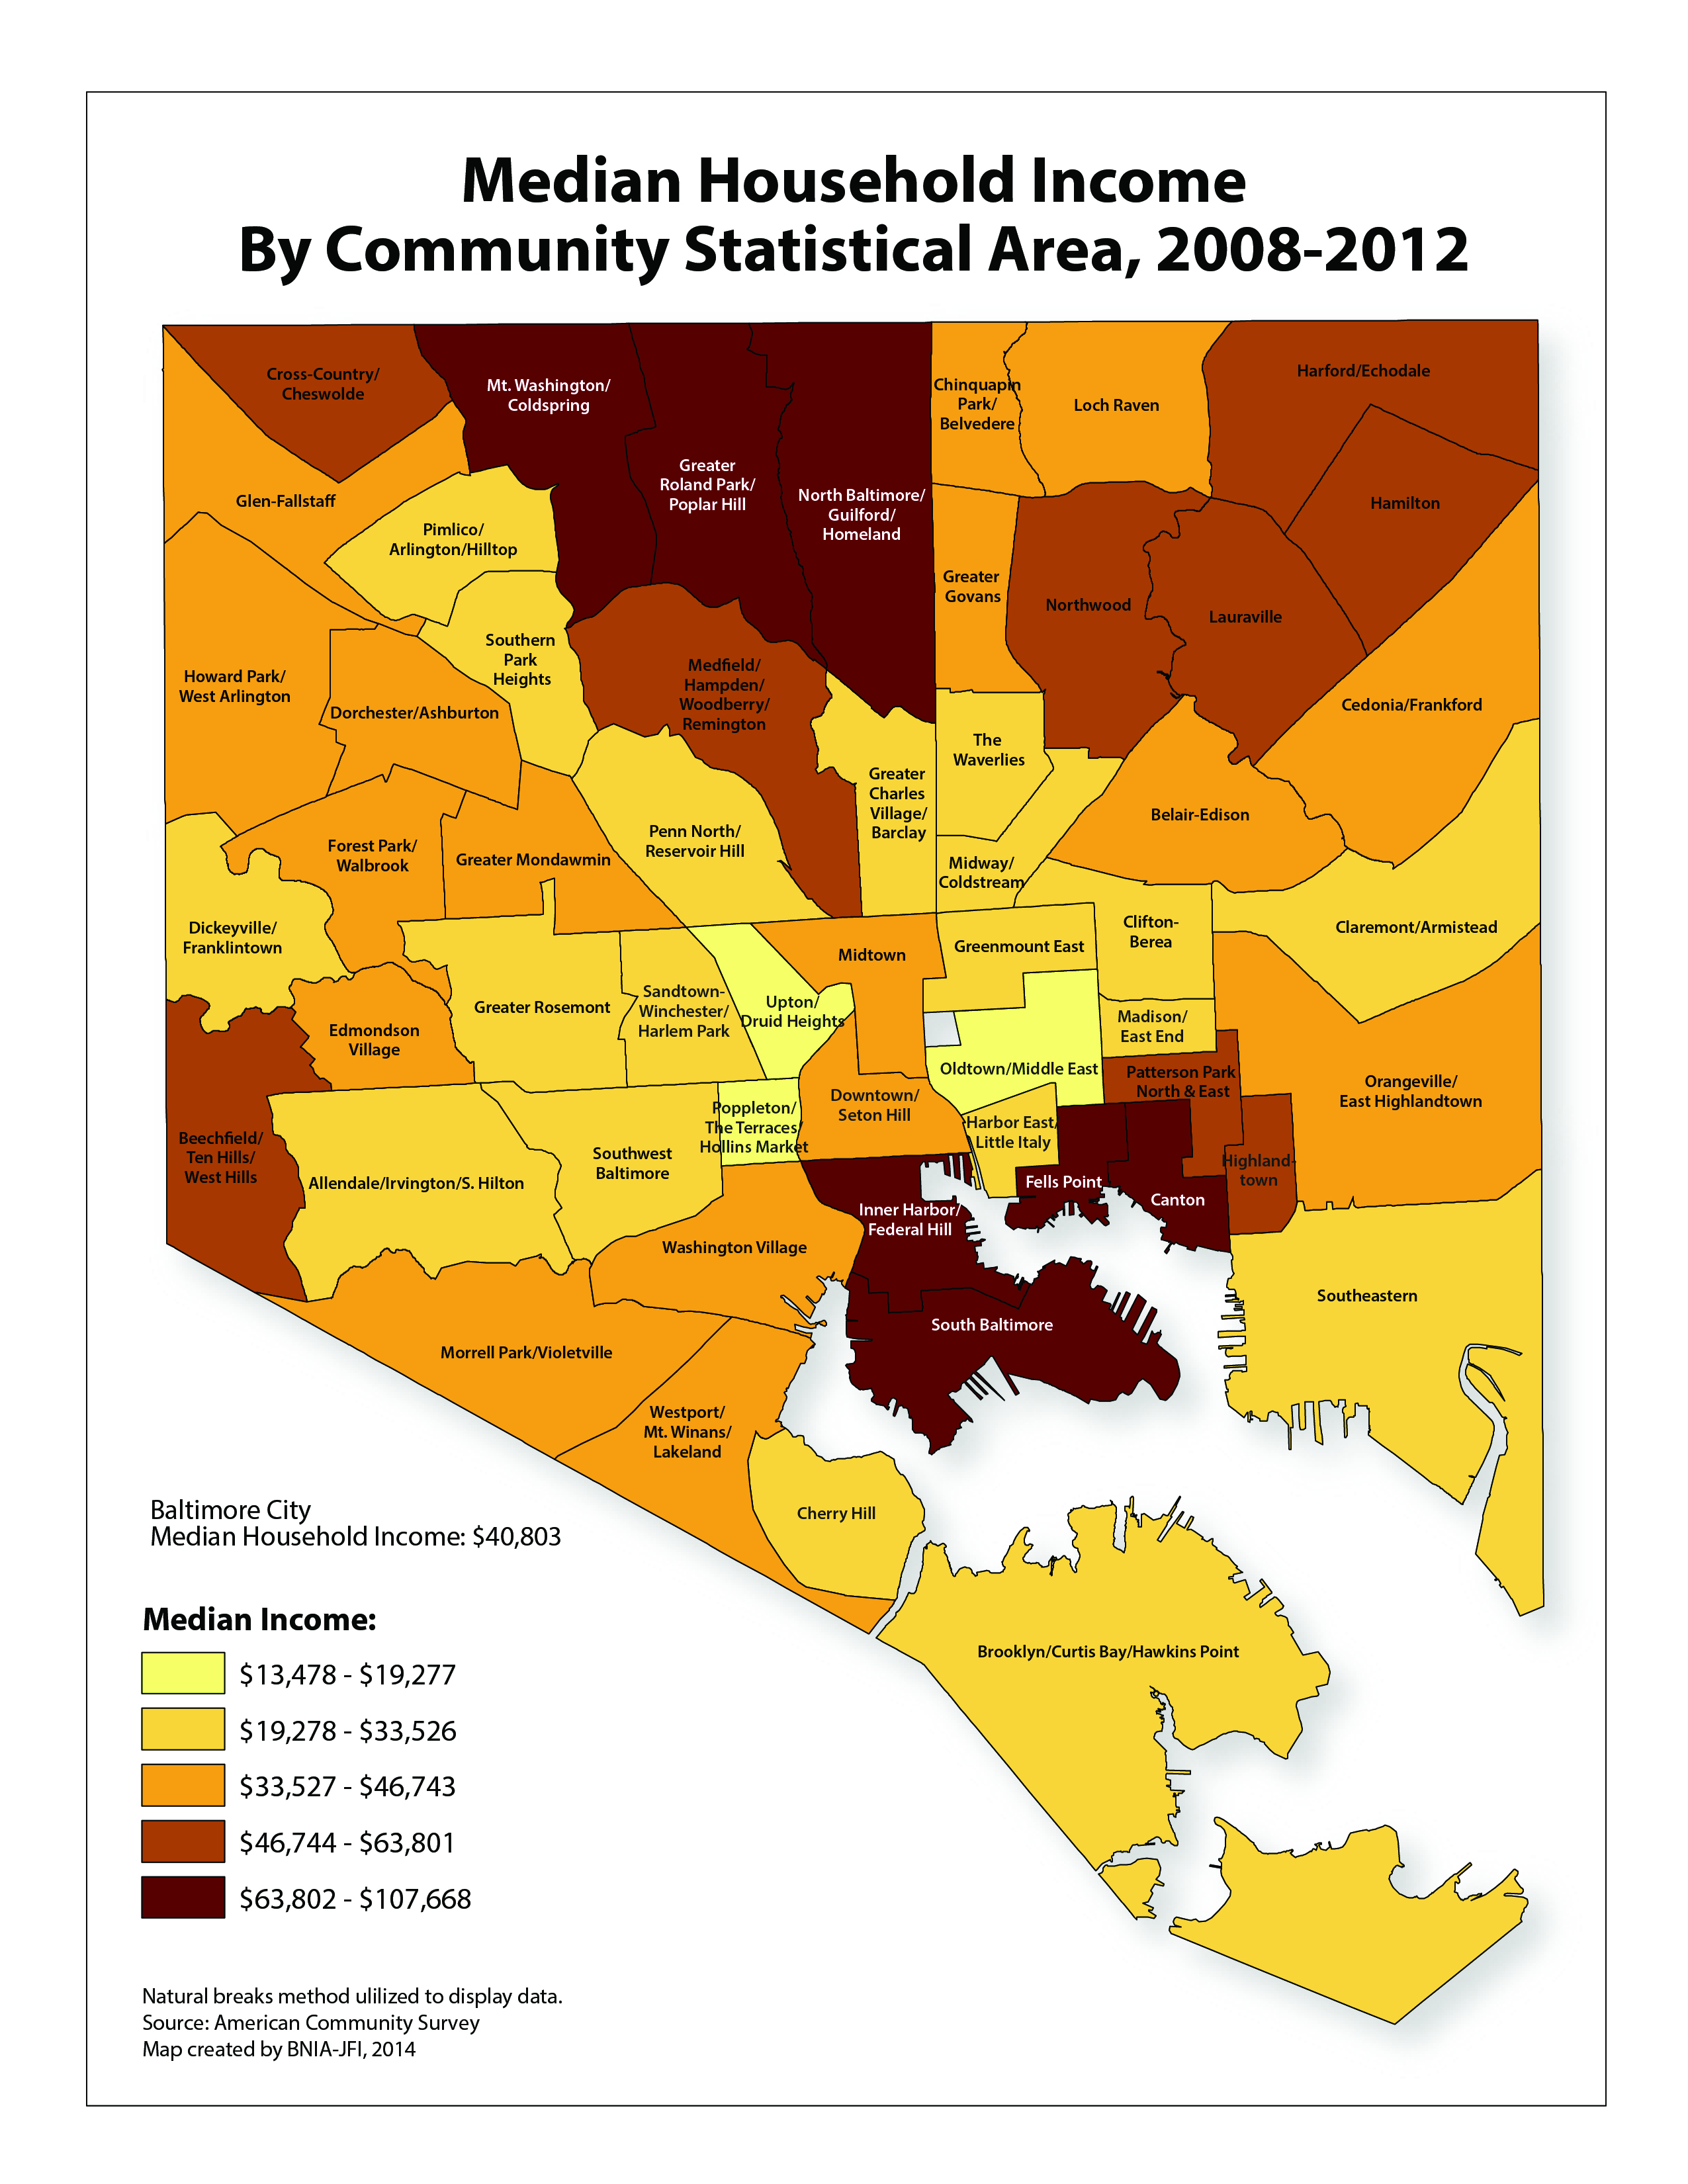 Median Household Income
By Community Statistical Area, 2008-2012
Cross-Country/
Cheswolde
Mt. Washington/
Coldspring
Greater
Roland Park/
Poplar Hill
North Baltimore/
Guilford/
Homeland
Chinquapin
Park/
Belvedere
Loch Raven
Harford/Echodale
Hamilton
Glen-Fallstaff
Pimlico/
Arlington/Hilltop
Greater
Govans
Northwood
Lauraville
Southern
Park
Heights
Howard Park/
West Arlington
Dorchester/Ashburton
Medfield/
Hampden/
Woodberry/
Remington
Cedonia/Frankford
The
Waverlies
Greater
Charles
Village/
Barclay
Belair-Edison
Forest Park/
Walbrook
Greater Mondawmin
Penn North/
Reservoir Hill
Midway/
Coldstream
Dickeyville/
Franklintown
Midtown
Greenmount East
Clifton-
Berea
Claremont/Armistead
Edmondson
Village
Greater Rosemont
Sandtown-
Winchester/
Harlem Park
Upton/
Druid Heights
Madison/
East End
Oldtown/Middle East
Patterson Park
North & East
Orangeville/
East Highlandtown
Beechfield/
Ten Hills/
West Hills
Allendale/Irvington/S. Hilton
Southwest
Baltimore
Poppleton/
The Terraces/
Hollins Market
Downtown/
Seton Hill
Harbor East/
Little Italy
Highland-
town
Fells Point
Canton
Inner Harbor/
Federal Hill
Washington Village
Southeastern
South Baltimore
Morrell Park/Violetville
Westport/
Mt. Winans/
Lakeland
Cherry Hill
Brooklyn/Curtis Bay/Hawkins Point
Baltimore City
Median Household Income: $40,803
Median Income:
$13,478 - $19,277
$19,278 - $33,526
$33,527 - $46,743
$46,744 - $63,801
$63,802 - $107,668
Natural breaks method ulilized to display data.
Source: American Community Survey
Map created by BNIA-JFI, 2014